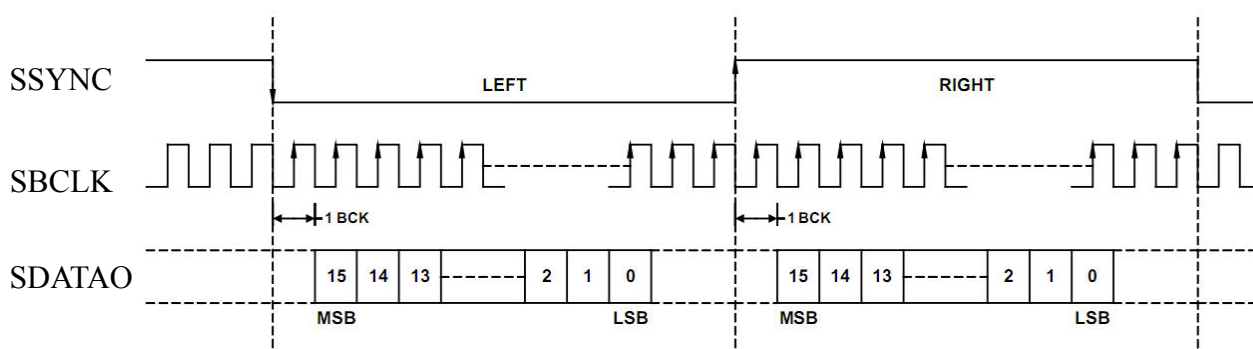 SSYNC
LEFT
RIGHT
SBCLK
1 BCK
1 BCK
SDATAO
15 14 13 2 1 0 15 14 13 2 1 0
MSB LSB MSB LSB